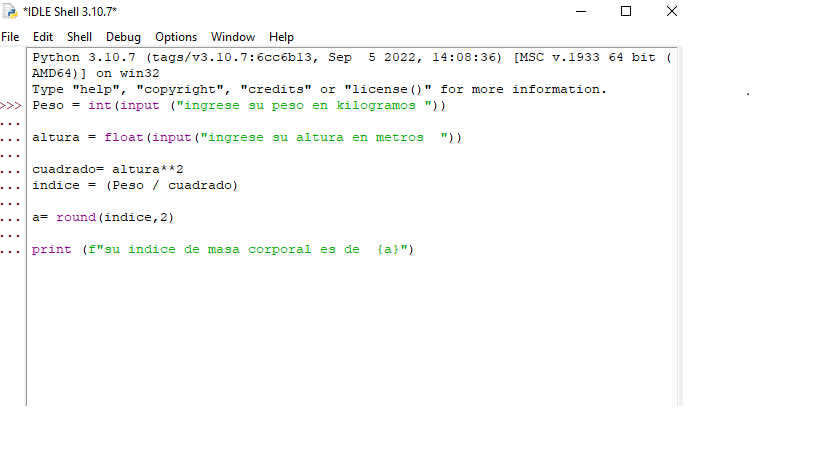 *IDLE Shell 3.10.7*
File Edit Shell Debug Options Window Help
Python 3.10.7 (tags/v3.10.7:6cc6b13, Sep  5 2022, 14:08:36) [MSC v.1933 64 bit (
AMD64)] on win32
Type "help", "copyright", "credits" or "license()" for more information.
>>> Peso = int(input ("ingrese su peso en kilogramos "))
...
... altura = float(input("ingrese su altura en metros  "))
...
... cuadrado= altura**2
... indice = (Peso / cuadrado)
...
... a= round(indice,2)
...
... print (f"su indice de masa corporal es de  {a}")